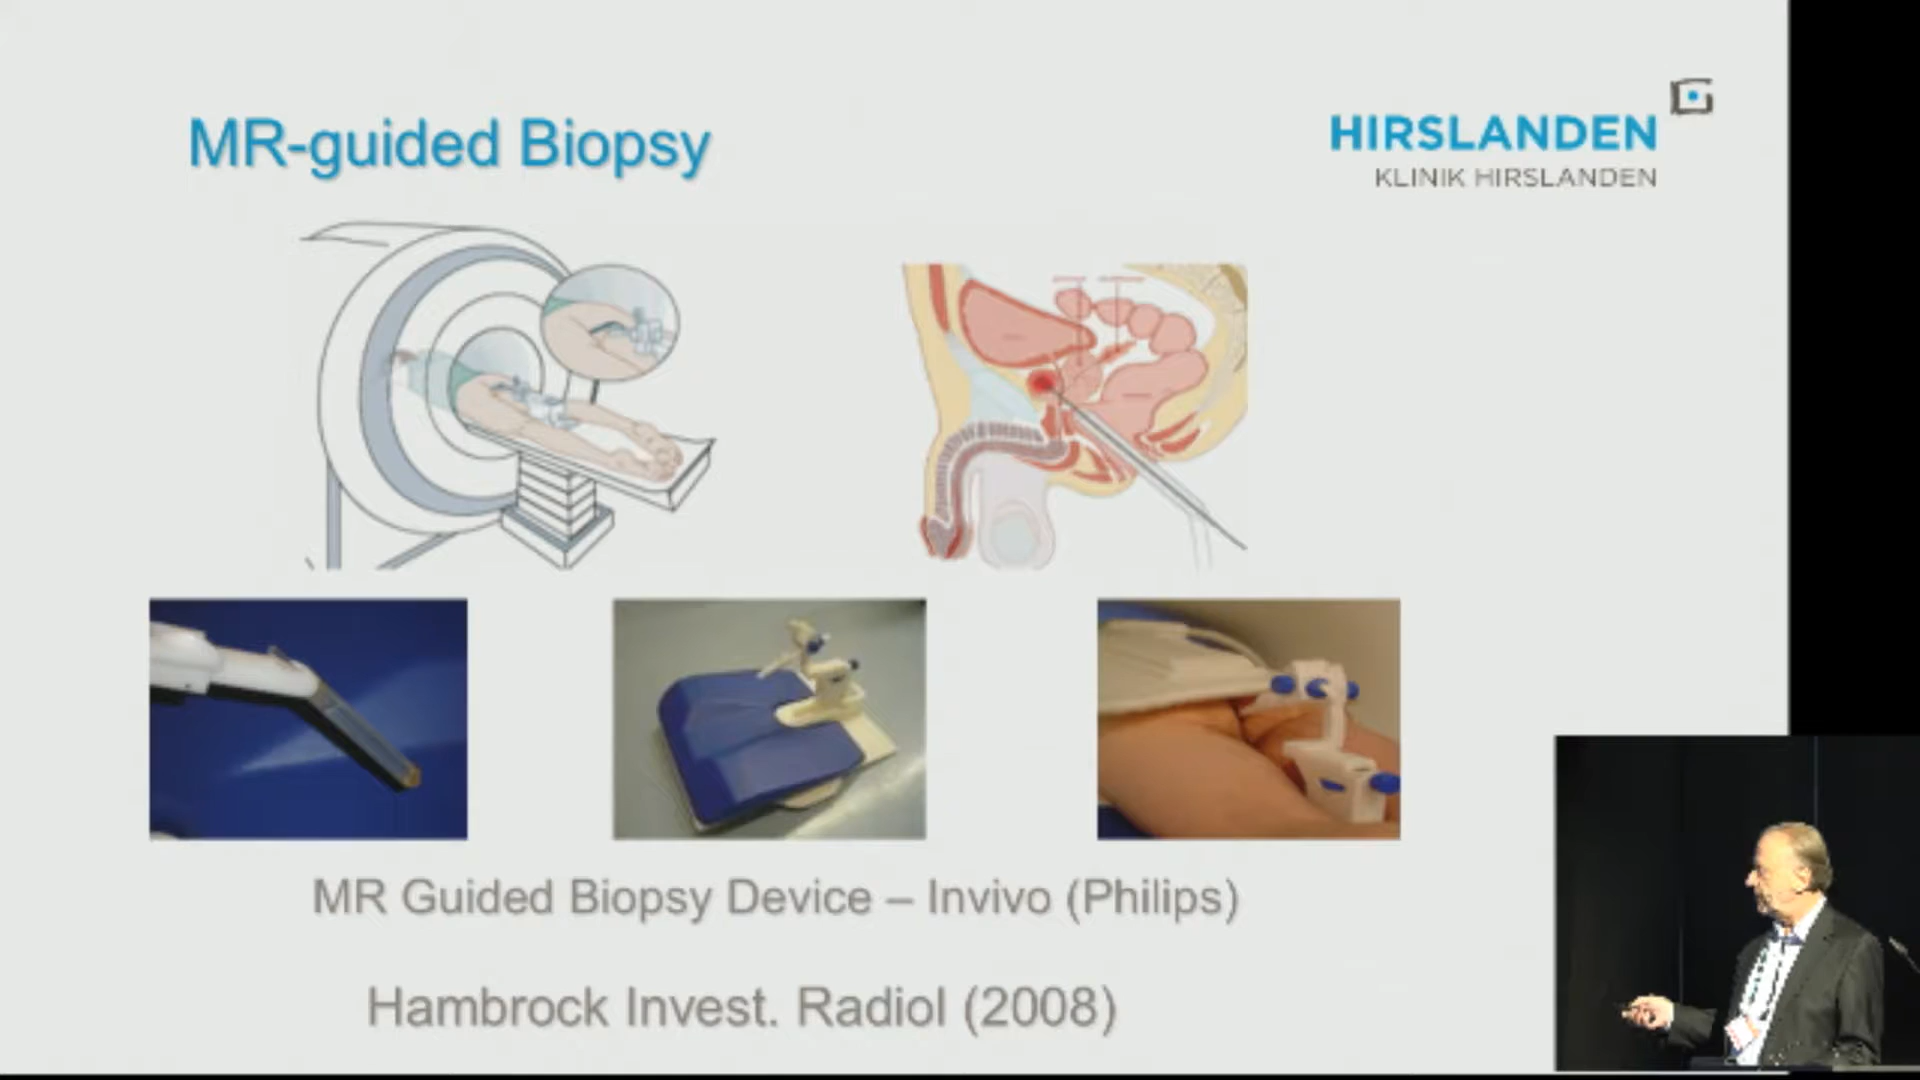 MR-guided Biopsy
HIRSLANDEN
KLINIK HIRSLANDEN
MR Guided Biopsy Device – Invivo (Philips)
Hambrock Invest. Radiol (2008)